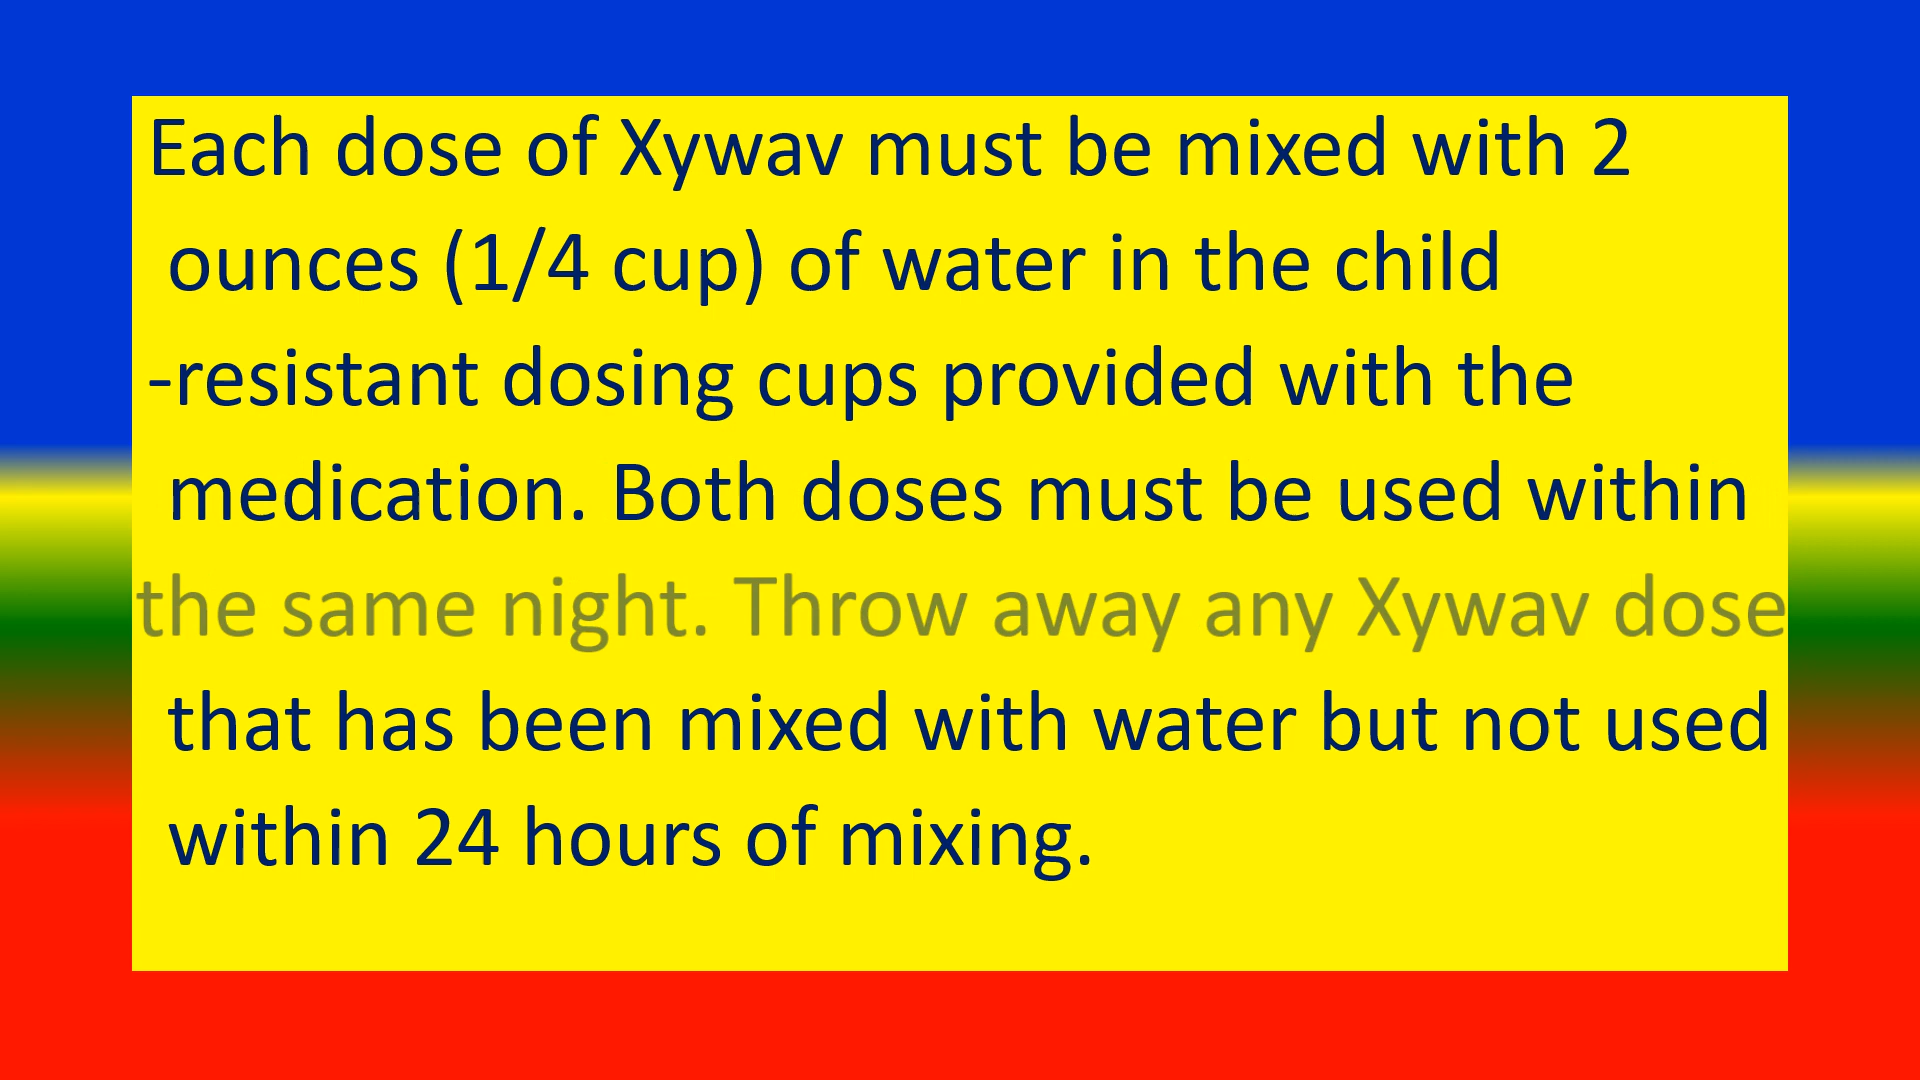 Each dose of Xywav must be mixed with 2
ounces (1/4 cup) of water in the child
-resistant dosing cups provided with the
medication. Both doses must be used within
the same night. Throw away any Xywav dose
that has been mixed with water but not used
within 24 hours of mixing.